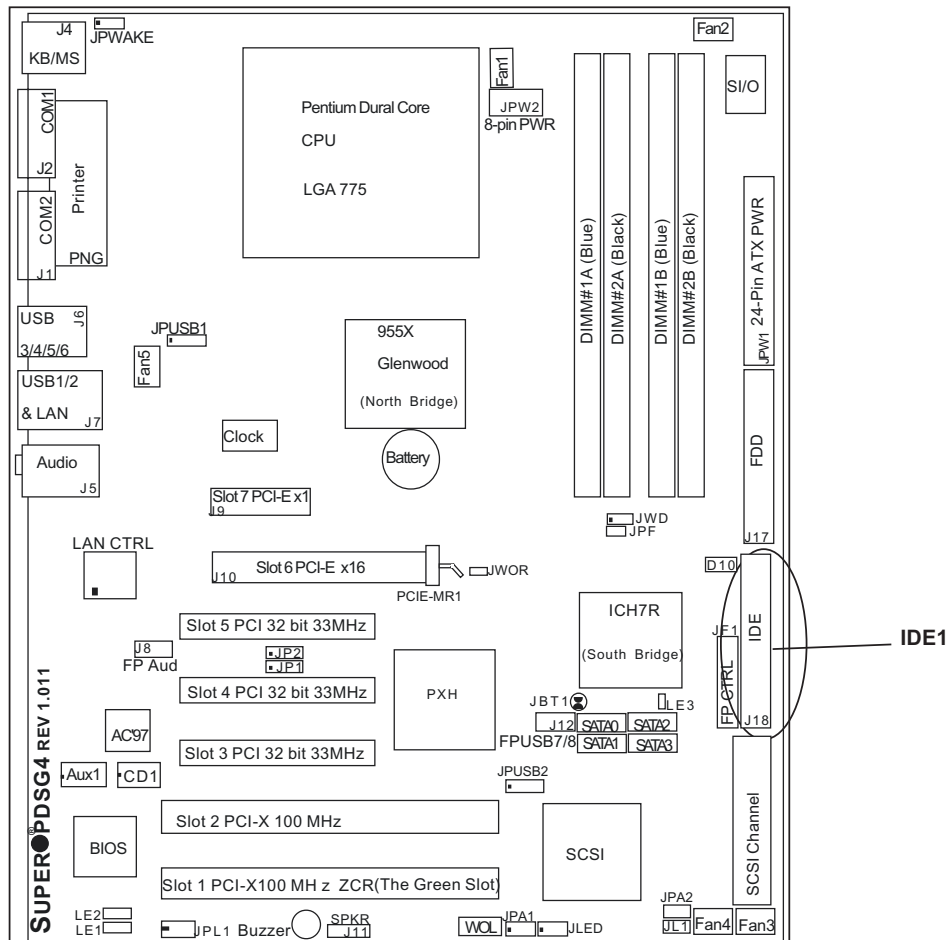 J4
JPWAKE
KB/MS
Fan2
Fan1
JPW2
8-pin PWR
SI/O
Pentium Dural Core
CPU
LGA 775
COM1
J2
Printer
COM2
J1
PNG
DIMM#1A (Blue)
DIMM#2A (Black)
DIMM#1B (Blue)
DIMM#2B (Black)
24-Pin ATX PWR
JPW1
USB
J6
3/4/5/6
JPUSB1
Fan5
955X
Glenwood
(North Bridge)
USB1/2
& LAN
J7
Clock
Battery
FDD
J17
Audio
J5
Slot 7 PCI-E x1
J9
JWD
JPF
LAN CTRL
Slot 6 PCI-E x16
J10
PCIE-MR1
JWOR
D10
ICH7R
(South Bridge)
JF1
FP CTRL
IDE
J18
IDE1
Slot 5 PCI 32 bit 33MHz
J8
FP Aud
JP2
JP1
Slot 4 PCI 32 bit 33MHz
PXH
JBT1
LE3
J12
FPUSB7/8
SATA0
SATA2
SATA1
SATA3
AC'97
Slot 3 PCI 32 bit 33MHz
Aux1
CD1
JPUSB2
SUPER®PDSG4 REV 1.011
Slot 2 PCI-X 100 MHz
BIOS
SCSI
SCSI Channel
Slot 1 PCI-X100 MH z ZCR(The Green Slot)
LE2
LE1
JPL1
Buzzer
SPKR
J11
WOL
JPA1
JLED
JPA2
JL1
Fan4
Fan3